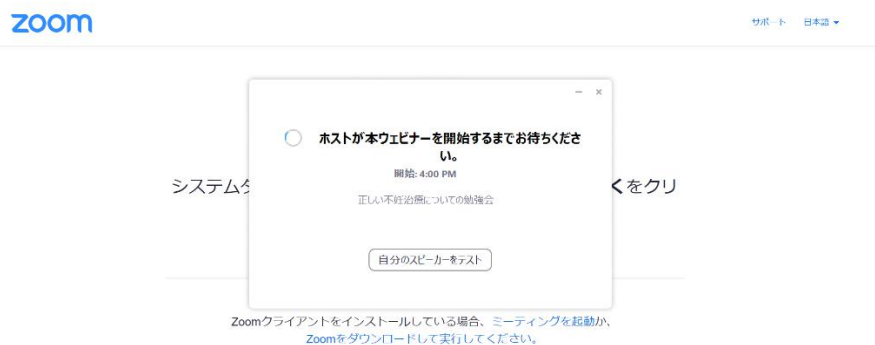 zoom
サポート 日本語
ホストが本ウェビナーを開始するまでお待ちくださ
い。
開始: 4:00 PM
システム
くをクリ
正しい不妊治療についての勉強会
自分のスピーカーをテスト
Zoomクライアントをインストールしている場合、ミーティングを起動か、
Zoomをダウンロードして実行してください。